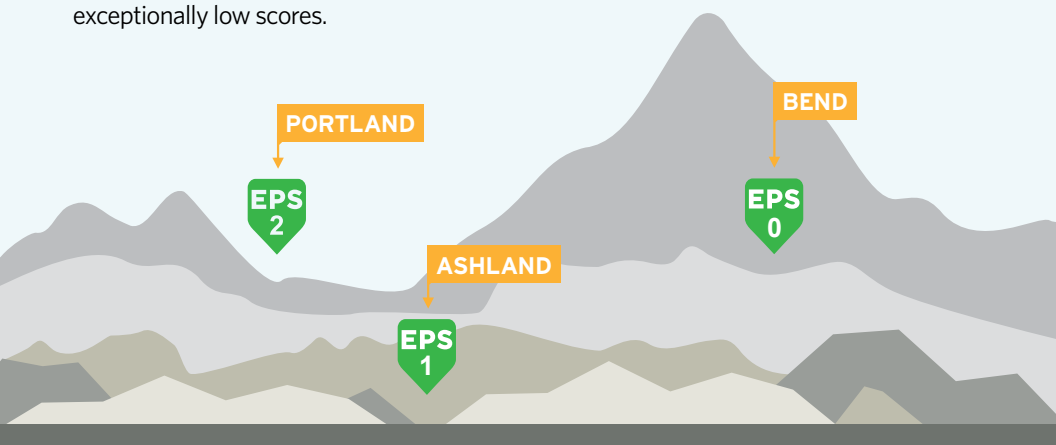 exceptionally low scores.
PORTLAND
EPS
2
BEND
EPS
0
ASHLAND
EPS
1